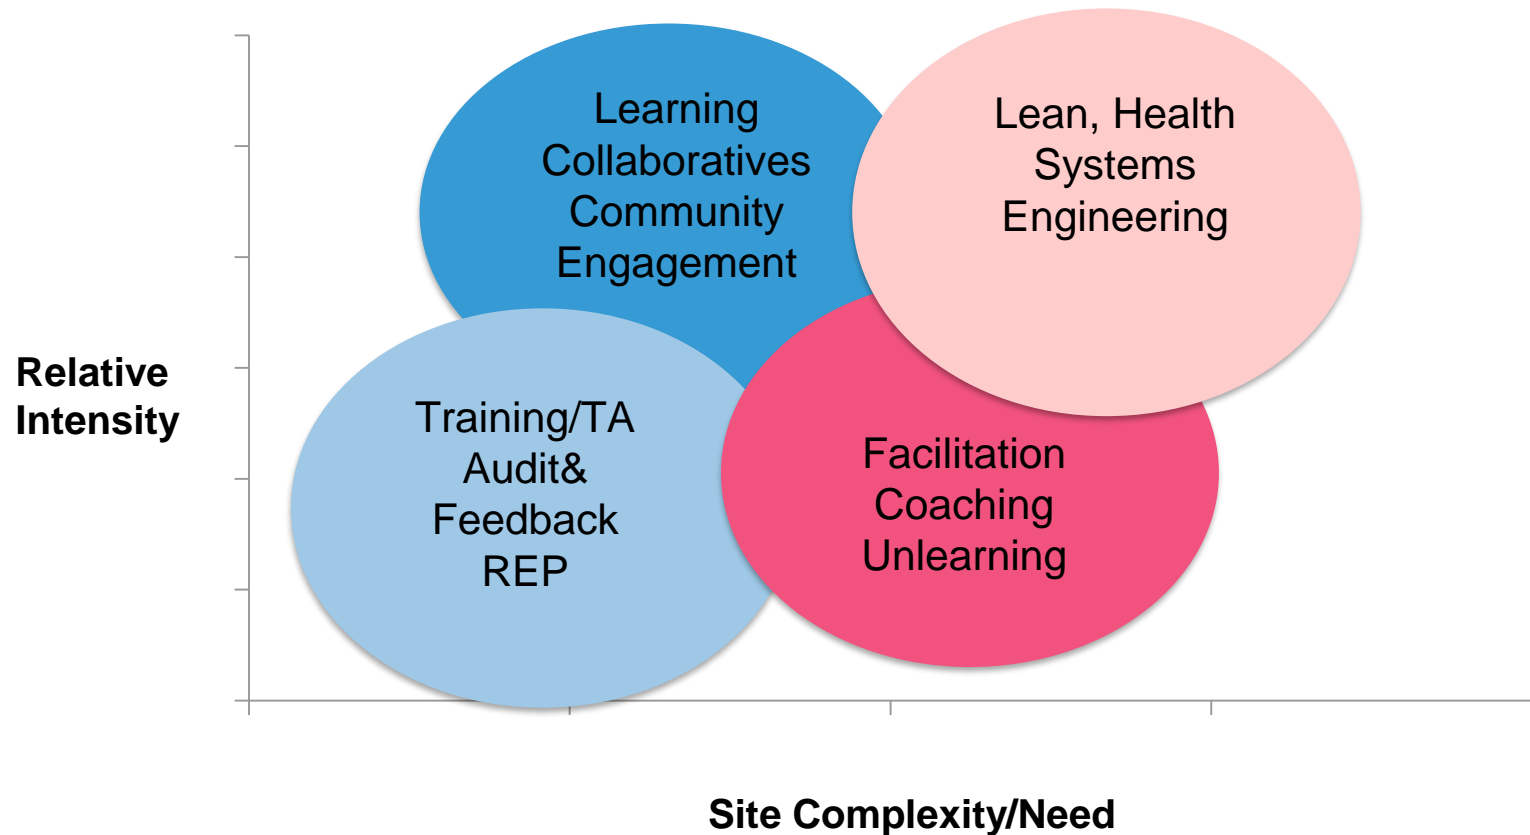 Learning
Collaboratives
Community
Engagement
Lean, Health
Systems
Engineering
Relative
Intensity
Training/TA
Audit&
Feedback
REP
Facilitation
Coaching
Unlearning
Site Complexity/Need